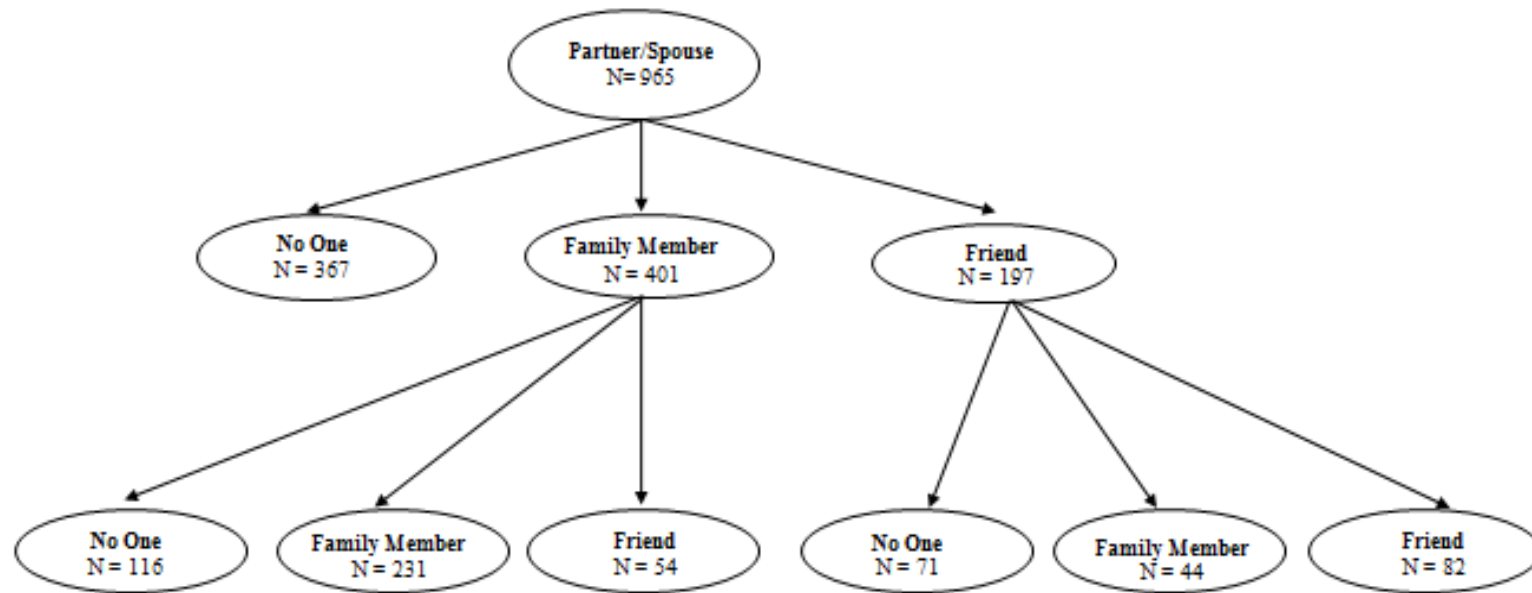 Partner/Spouse
N= 965
No One
N = 367
Family Member
N = 401
Friend
N = 197
No One
N = 116
Family Member
N = 231
Friend
N = 54
No One
N = 71
Family Member
N = 44
Friend
N = 82